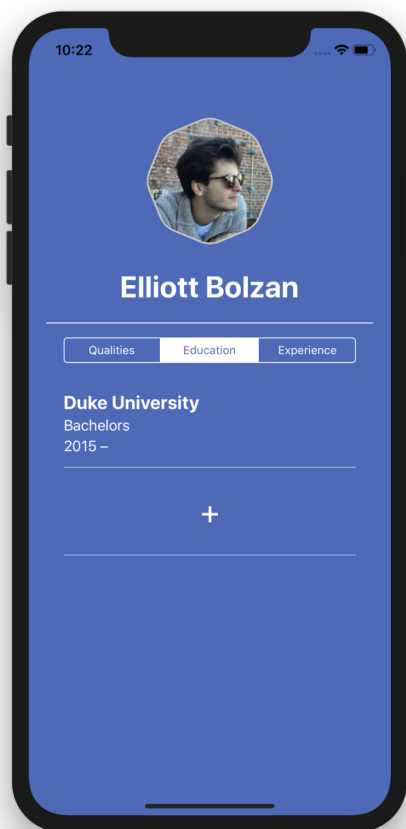 10:22
Elliott Bolzan
Qualities
Education
Experience
Duke University
Bachelors
2015 –
+